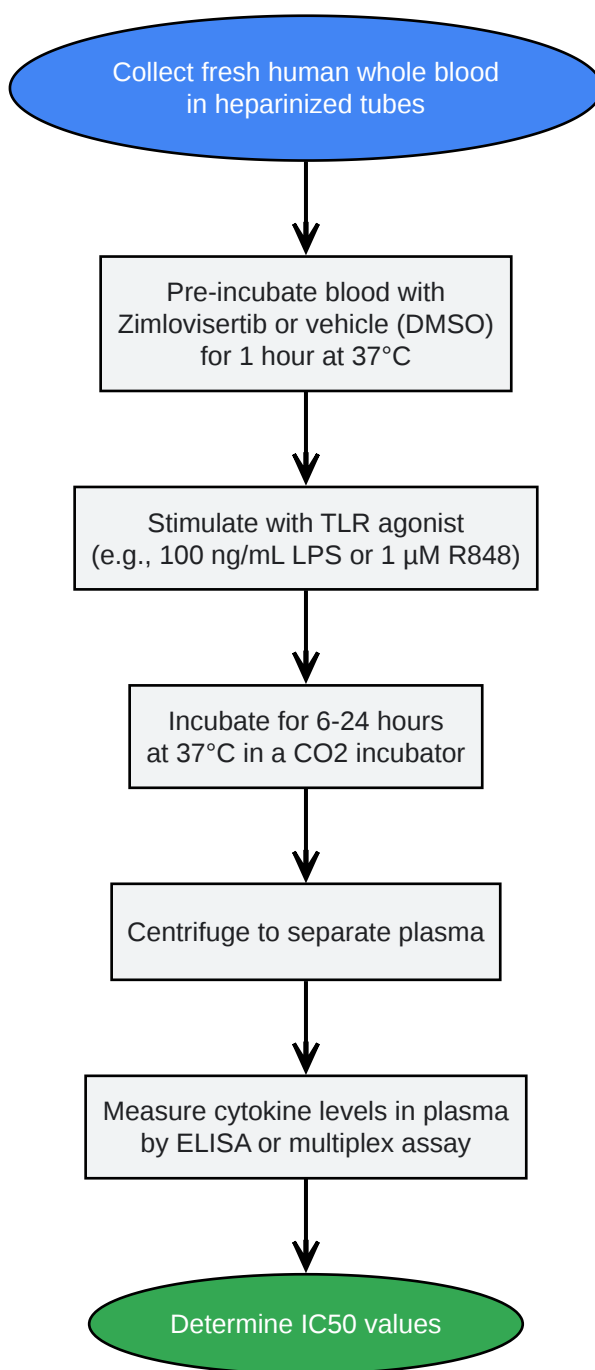 Collect fresh human whole blood
in heparinized tubes
Pre-incubate blood with
Zimlovisertib or vehicle (DMSO)
for 1 hour at 37°C
Stimulate with TLR agonist
(e.g., 100 ng/mL LPS or 1 µM R848)
Incubate for 6-24 hours
at 37°C in a CO2 incubator
Centrifuge to separate plasma
Measure cytokine levels in plasma
by ELISA or multiplex assay
Determine IC50 values